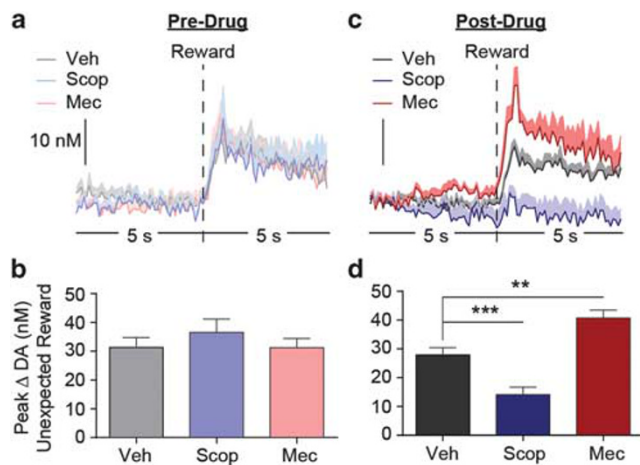 a Pre-Drug
Reward
Veh
Scop
Mec
10 nM
5 s 5 s
c Post-Drug
Reward
Veh
Scop
Mec
5 s 5 s
b
Peak Δ DA (nM)
Unexpected Reward
50
40
30
20
10
0
Veh Scop Mec
d
50
40
30
20
10
0
**
***
Veh Scop Mec